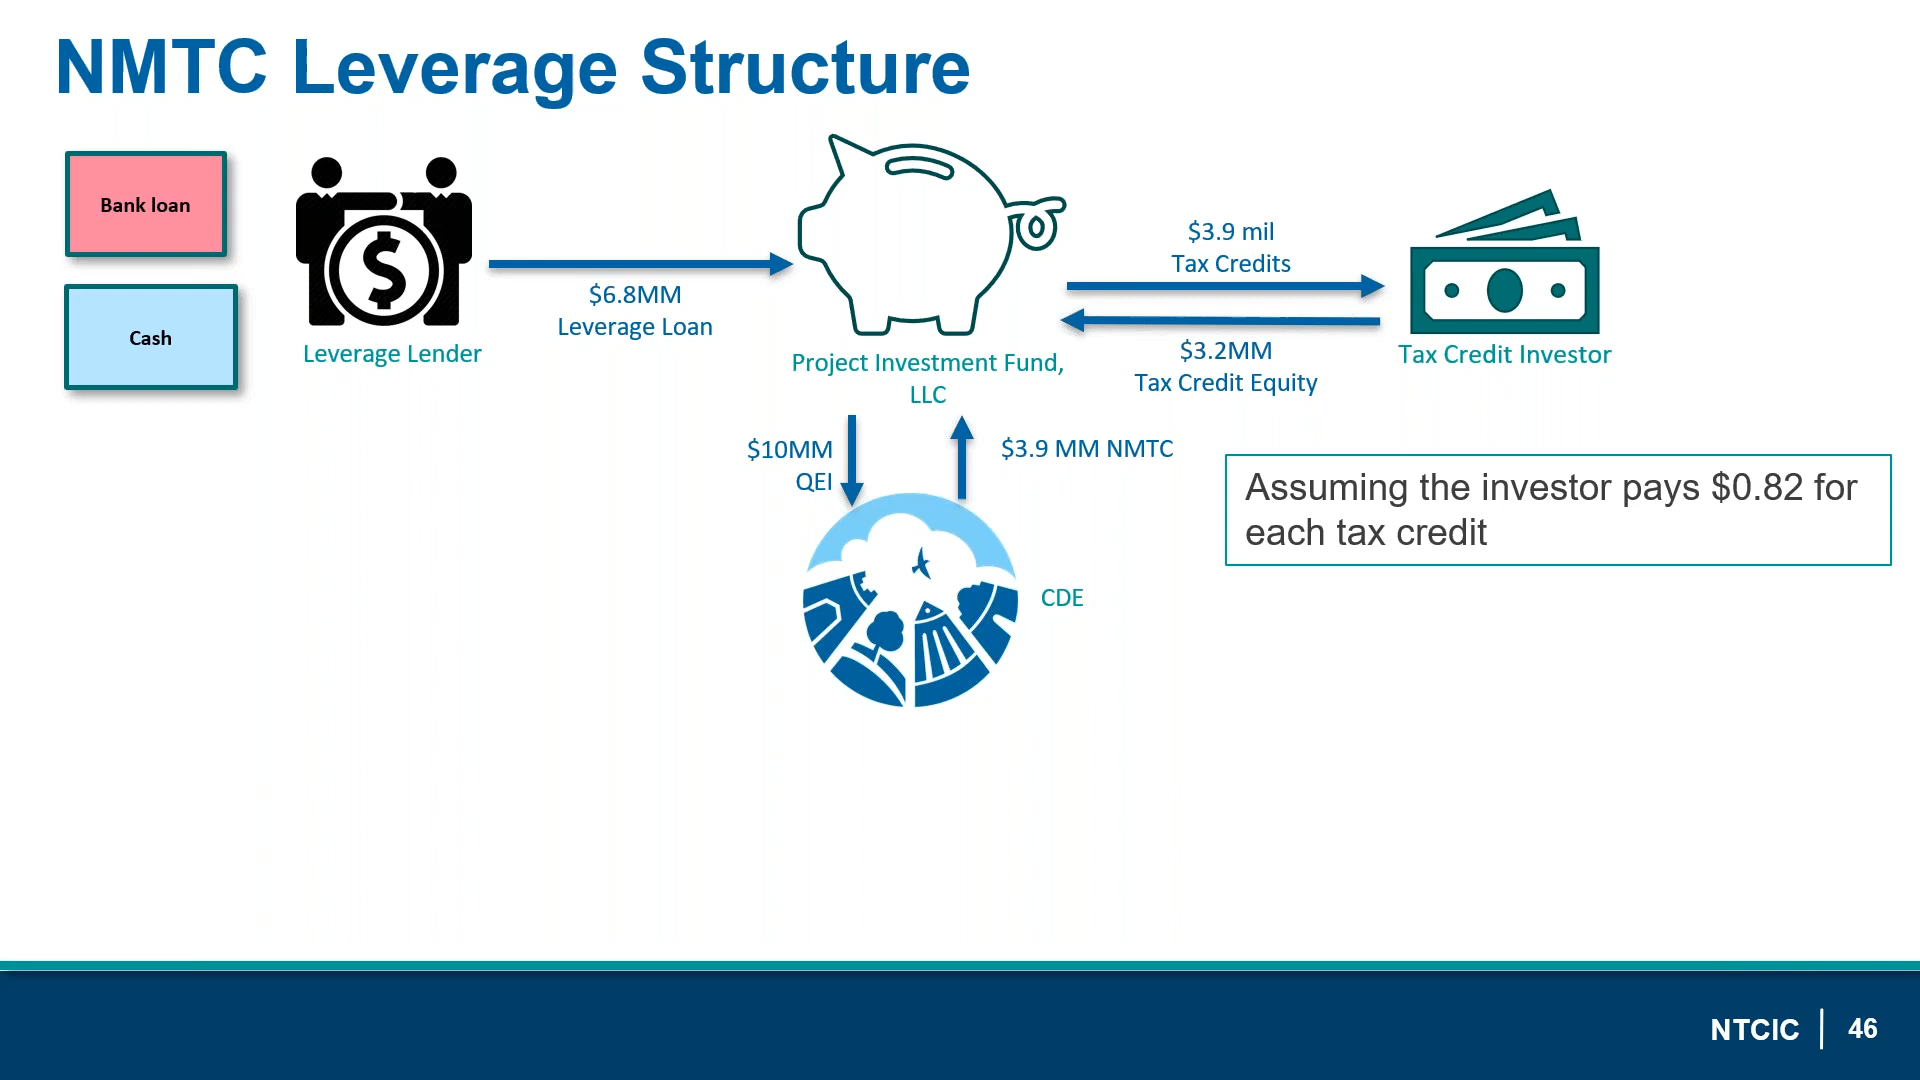 NMTC Leverage Structure
Bank loan
Cash
Leverage Lender
$6.8MM
Leverage Loan
Project Investment Fund,
LLC
$3.9 mil
Tax Credits
$3.2MM
Tax Credit Equity
Tax Credit Investor
$10MM
QEI
$3.9 MM NMTC
Assuming the investor pays $0.82 for
each tax credit
CDE
NTCIC
46